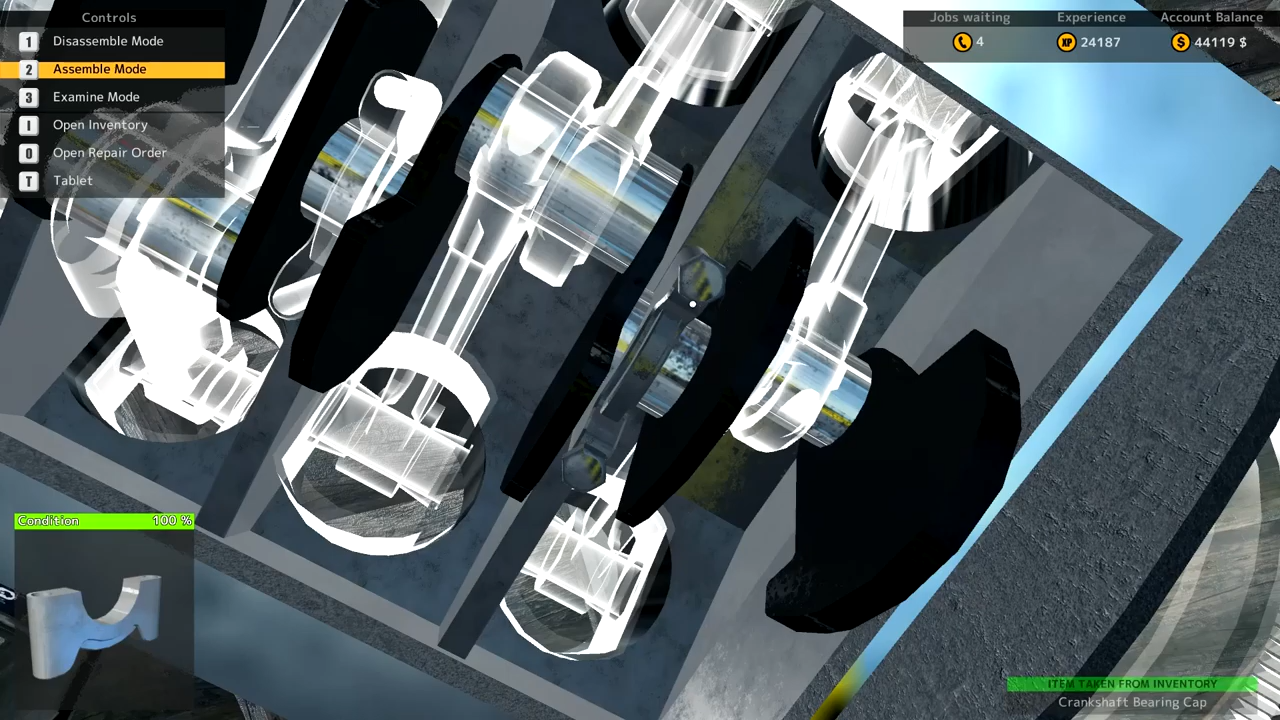 Controls
1 Disassemble Mode
2 Assemble Mode
3 Examine Mode
I Open Inventory
O Open Repair Order
T Tablet
Jobs waiting Experience Account Balance
4 XP 24187 $ 44119 $
Condition 100 %
ITEM TAKEN FROM INVENTORY
Crankshaft Bearing Cap